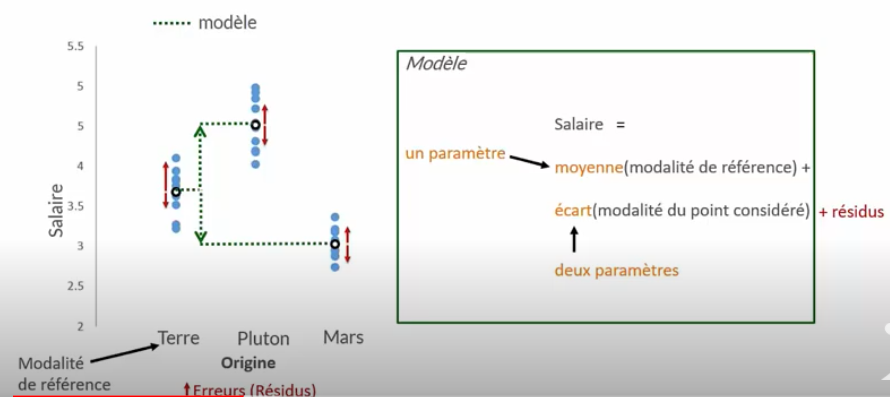 modèle
5.5
5
5
4
3.5
3
2.5
2
Salaire
Terre
Pluton
Mars
Origine
Modalité
de référence
Erreurs (Résidus)
Modèle
Salaire =
un paramètre
moyenne(modalité de référence) +
écart(modalité du point considéré) + résidus
deux paramètres